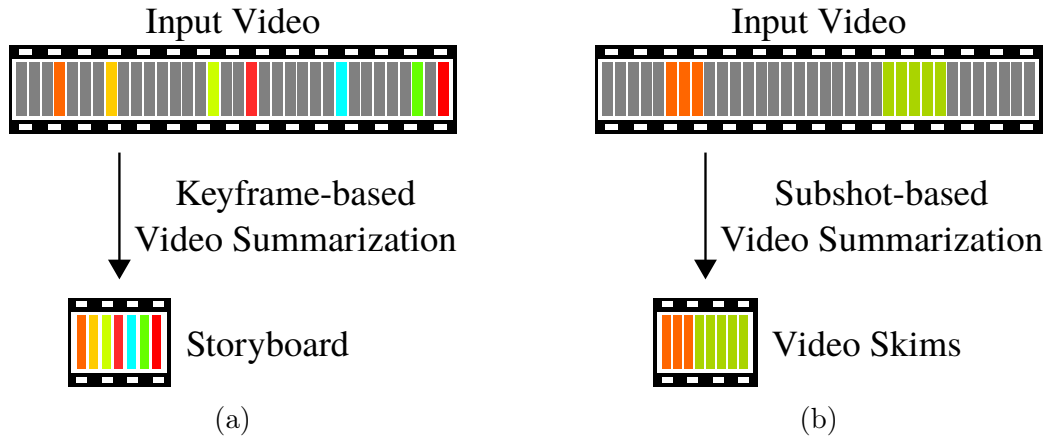 Input Video
Keyframe-based
Video Summarization
Storyboard
(a)
Input Video
Subshot-based
Video Summarization
Video Skims
(b)